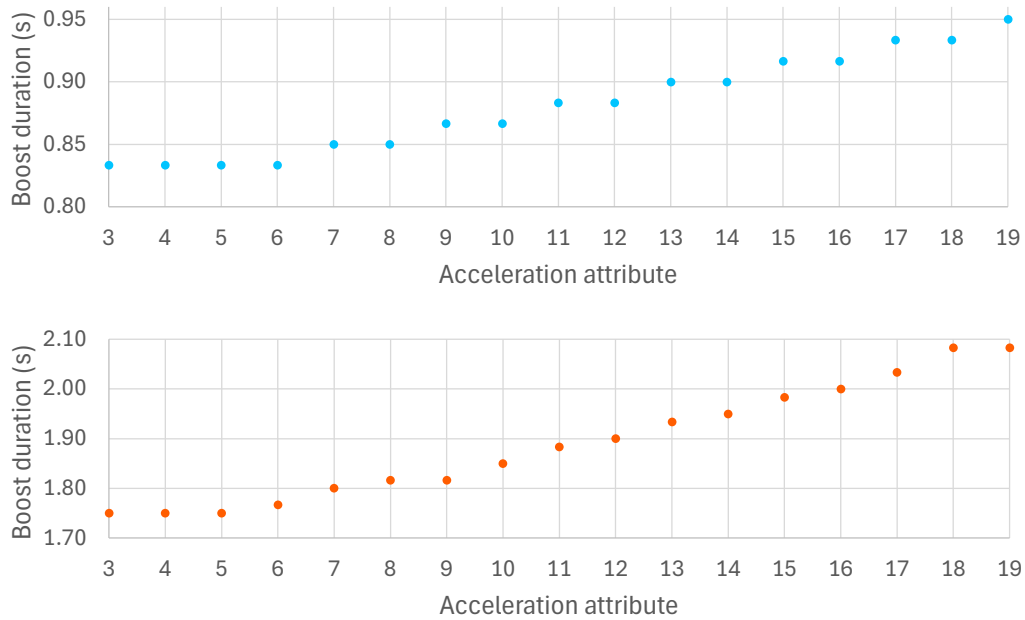 Boost duration (s)
0.95
0.90
0.85
0.80
3 4 5 6 7 8 9 10 11 12 13 14 15 16 17 18 19
Acceleration attribute
Boost duration (s)
2.10
2.00
1.90
1.80
1.70
3 4 5 6 7 8 9 10 11 12 13 14 15 16 17 18 19
Acceleration attribute